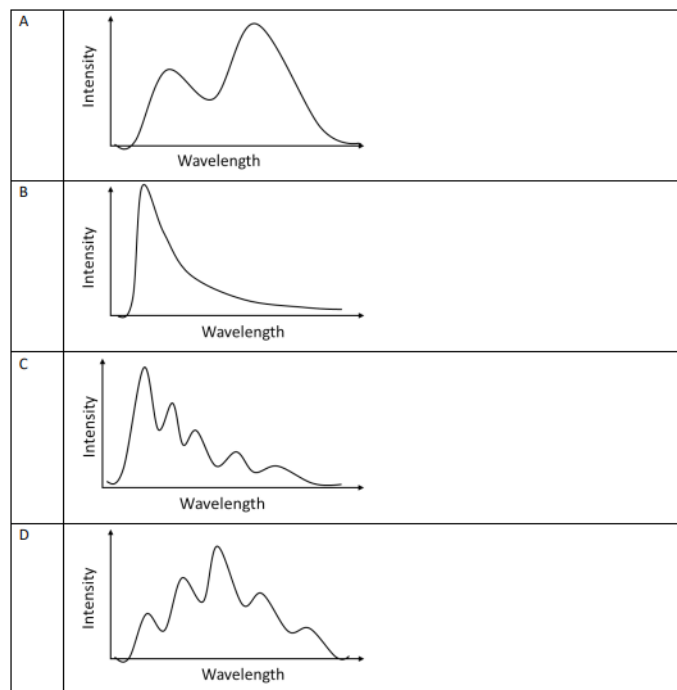 A
Intensity
Wavelength
B
Intensity
Wavelength
C
Intensity
Wavelength
D
Intensity
Wavelength